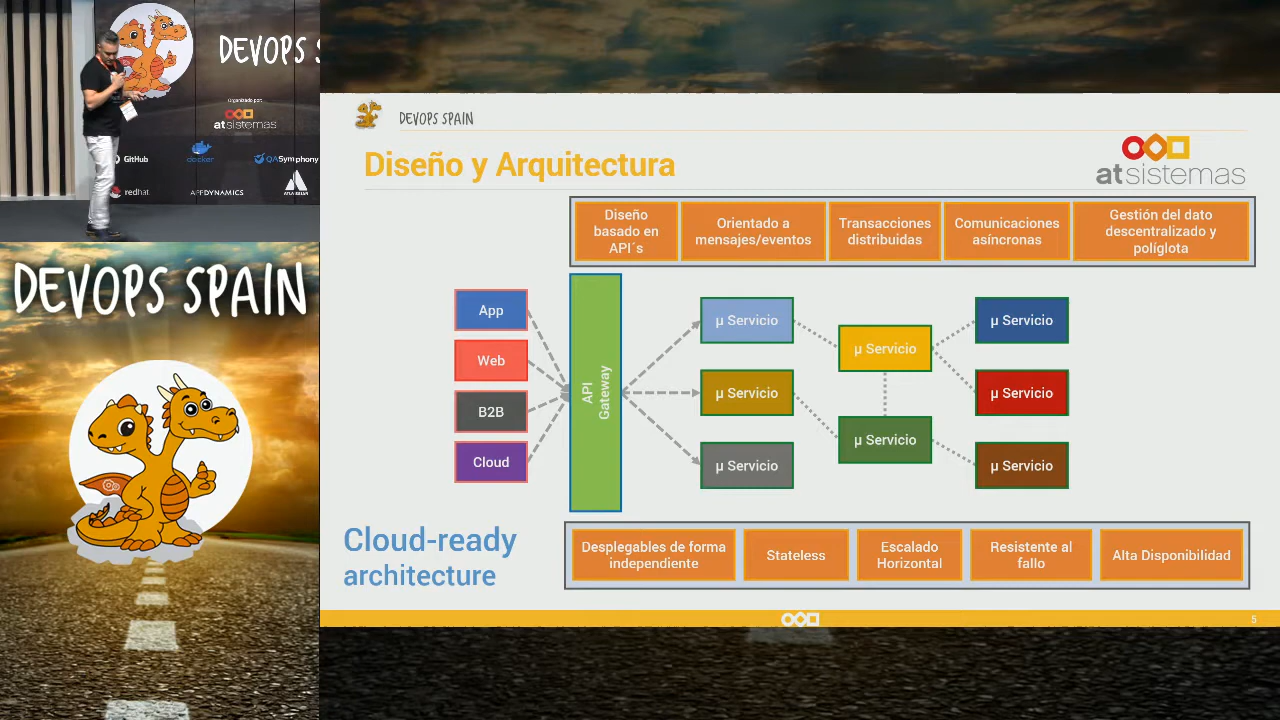 DEVOPS S
Organizado por:
atsistemas
GitHub
docker
QASymphony
redhat
APPDYNAMICS
ATLASSIAN
DEVOPS SPAIN
DEVOPS SPAIN
Diseño y Arquitectura
atsistemas
Diseño
basado en
API´s
Orientado a
mensajes/eventos
Transacciones
distribuidas
Comunicaciones
asíncronas
Gestión del dato
descentralizado y
políglota
App
Web
B2B
Cloud
API
Gateway
µ Servicio
µ Servicio
µ Servicio
µ Servicio
µ Servicio
µ Servicio
µ Servicio
µ Servicio
Cloud-ready
architecture
Desplegables de forma
independiente
Stateless
Escalado
Horizontal
Resistente al
fallo
Alta Disponibilidad
5